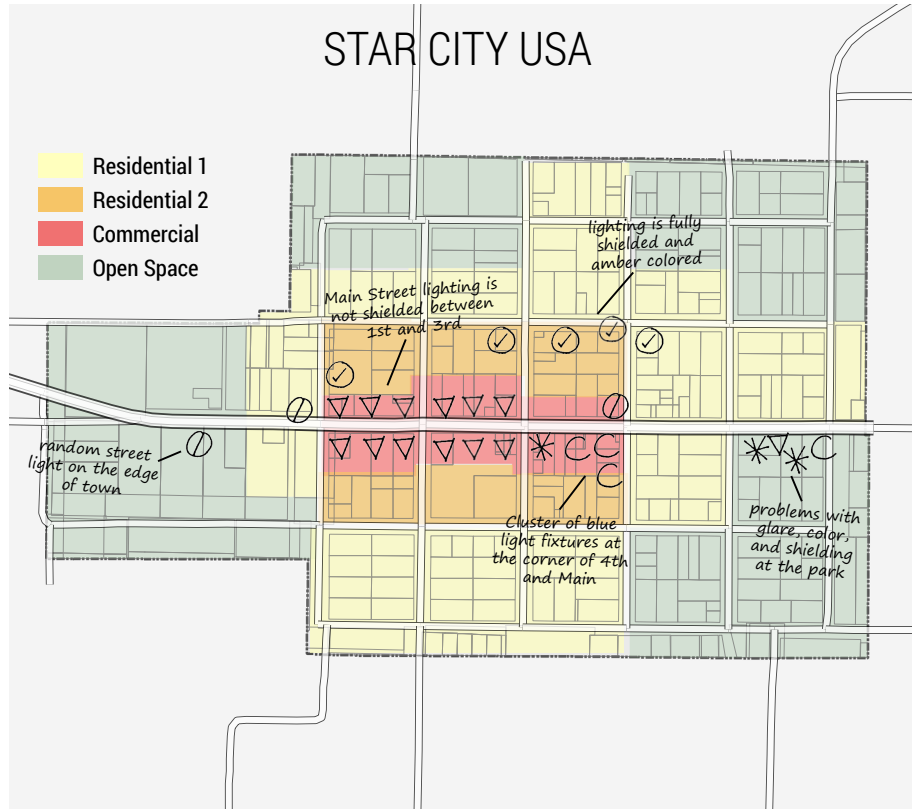 STAR CITY USA
Residential 1
Residential 2
Commercial
Open Space
lighting is fully
shielded and
amber colored
Main Street lighting is
not shielded between
1st and 3rd
random street
light on the edge
of town
Cluster of blue
light fixtures at
the corner of 4th
and Main
problems with
glare, color,
and shielding
at the park